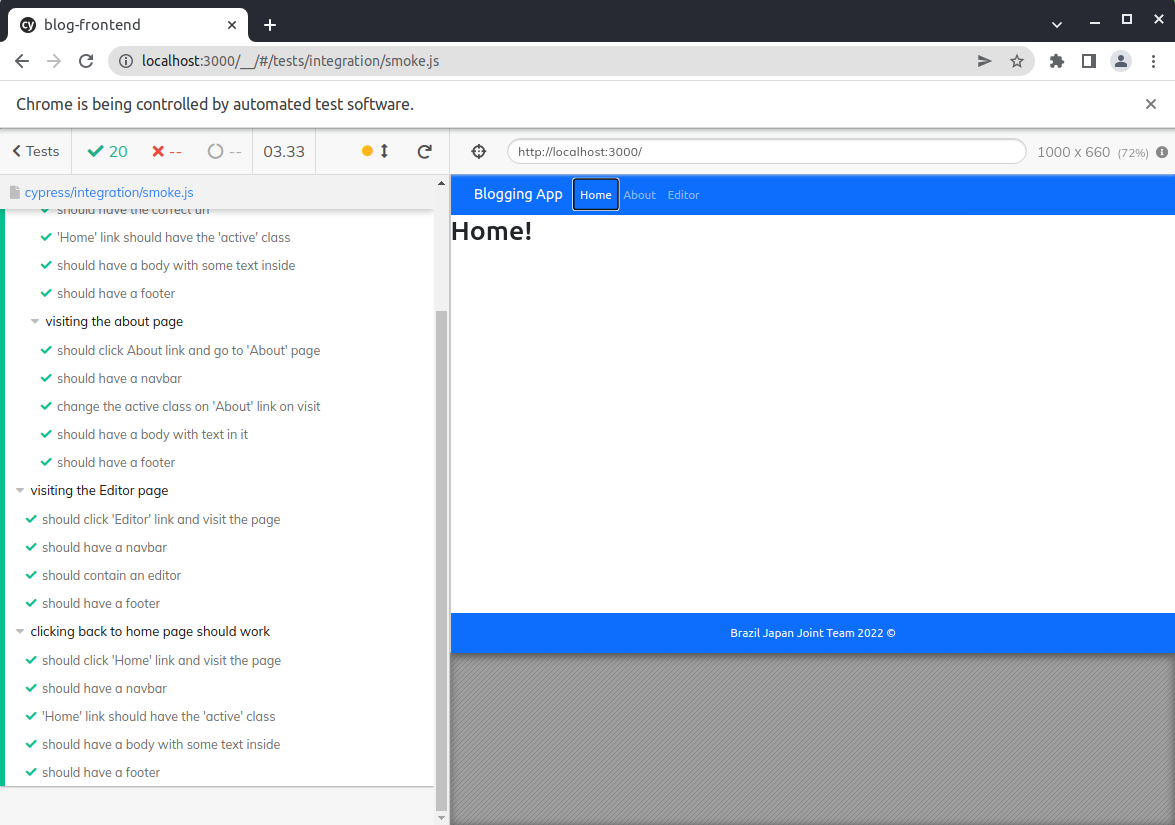 blog-frontend
localhost:3000/__/#/tests/integration/smoke.js
Chrome is being controlled by automated test software.
Tests
20
--
--
03.33
http://localhost:3000/
1000 x 660 (72%)
cypress/integration/smoke.js
should have the correct url
'Home' link should have the 'active' class
should have a body with some text inside
should have a footer
visiting the about page
should click About link and go to 'About' page
should have a navbar
change the active class on 'About' link on visit
should have a body with text in it
should have a footer
visiting the Editor page
should click 'Editor' link and visit the page
should have a navbar
should contain an editor
should have a footer
clicking back to home page should work
should click 'Home' link and visit the page
should have a navbar
'Home' link should have the 'active' class
should have a body with some text inside
should have a footer
Blogging App Home About Editor
Home!
Brazil Japan Joint Team 2022 ©